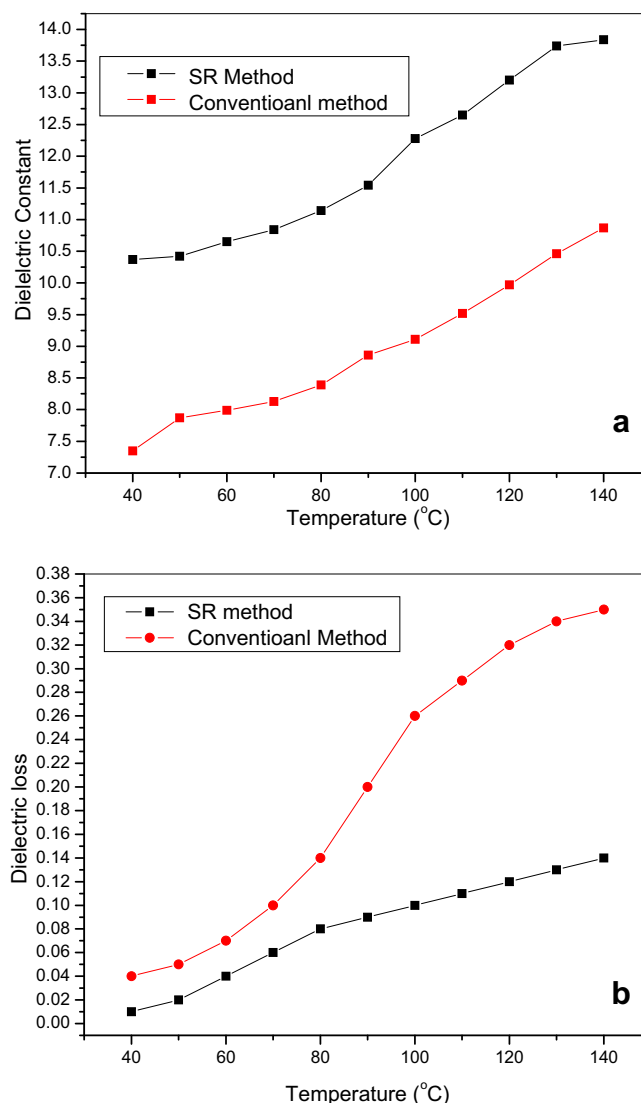 14.0
13.5
13.0
12.5
12.0
11.5
11.0
10.5
10.0
9.5
9.0
8.5
8.0
7.5
7.0
Dielelctric Constant
SR Method
Conventioanl method
a
40 60 80 100 120 140
Temperature (°C)
0.38
0.36
0.34
0.32
0.30
0.28
0.26
0.24
0.22
0.20
0.18
0.16
0.14
0.12
0.10
0.08
0.06
0.04
0.02
0.00
Dielectric loss
SR method
Conventioanl Method
b
40 60 80 100 120 140
Temperature (°C)